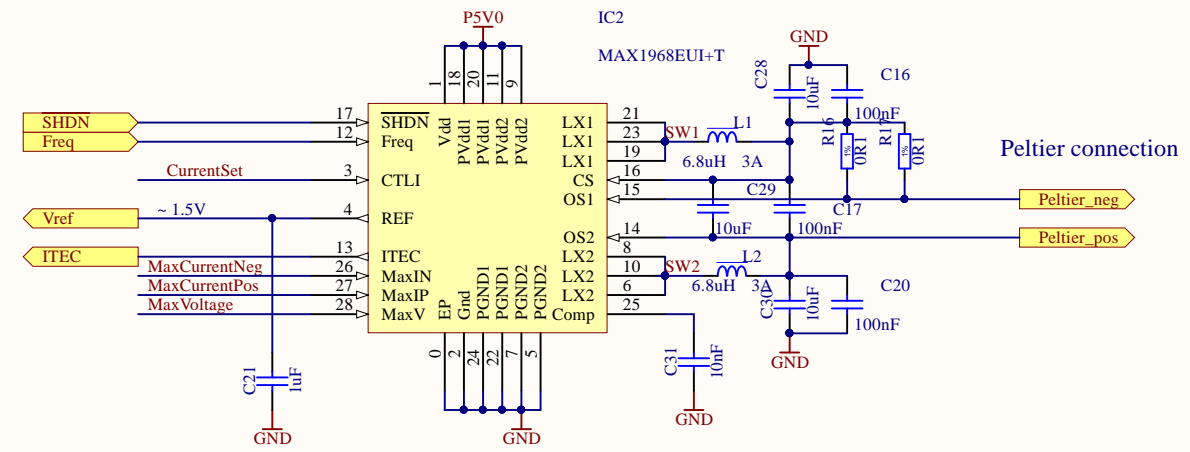 P5V0
IC2
MAX1968EUI+T
GND
1
18
20
11
9
C28
10uF
C16
100nF
SHDN
Freq
17
12
SHDN
Freq
Vdd
PVdd1
PVdd1
PVdd2
PVdd2
LX1
LX1
LX1
21
23
19
SW1
L1
6.8uH
3A
R16
1%
0R1
R17
1%
0R1
Peltier connection
CurrentSet
3
CTLI
CS
16
OS1
15
C29
10uF
C17
100nF
Peltier_neg
Vref
~ 1.5V
4
REF
OS2
14
Peltier_pos
ITEC
13
ITEC
LX2
LX2
LX2
8
10
6
SW2
L2
6.8uH
3A
MaxCurrentNeg
26
MaxIN
MaxCurrentPos
27
MaxIP
MaxVoltage
28
MaxV
EP
Gnd
PGND1
PGND1
PGND2
PGND2
Comp
25
C30
10uF
C20
100nF
0
2
24
22
7
5
C21
1uF
C31
10nF
GND
GND
GND
GND